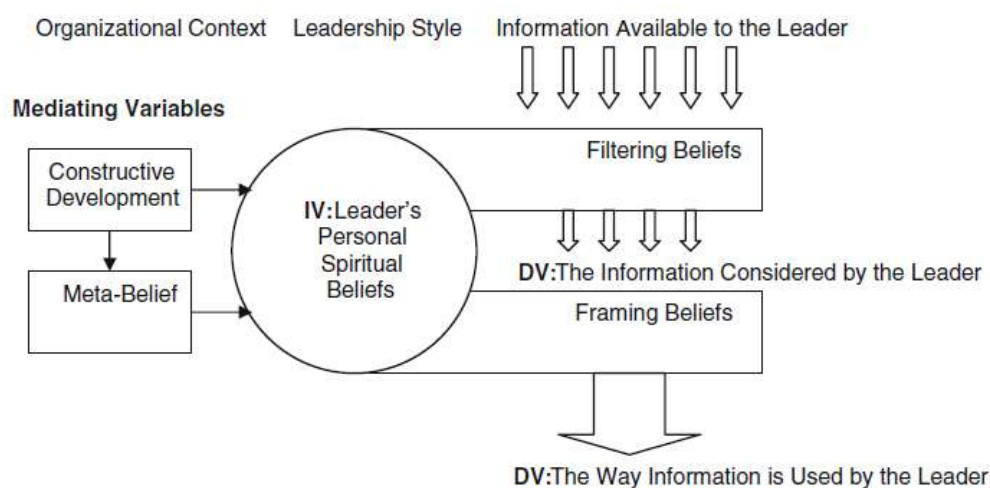 Organizational Context Leadership Style Information Available to the Leader
Mediating Variables
Constructive
Development
Meta-Belief
IV:Leader's
Personal
Spiritual
Beliefs
Filtering Beliefs
DV:The Information Considered by the Leader
Framing Beliefs
DV:The Way Information is Used by the Leader